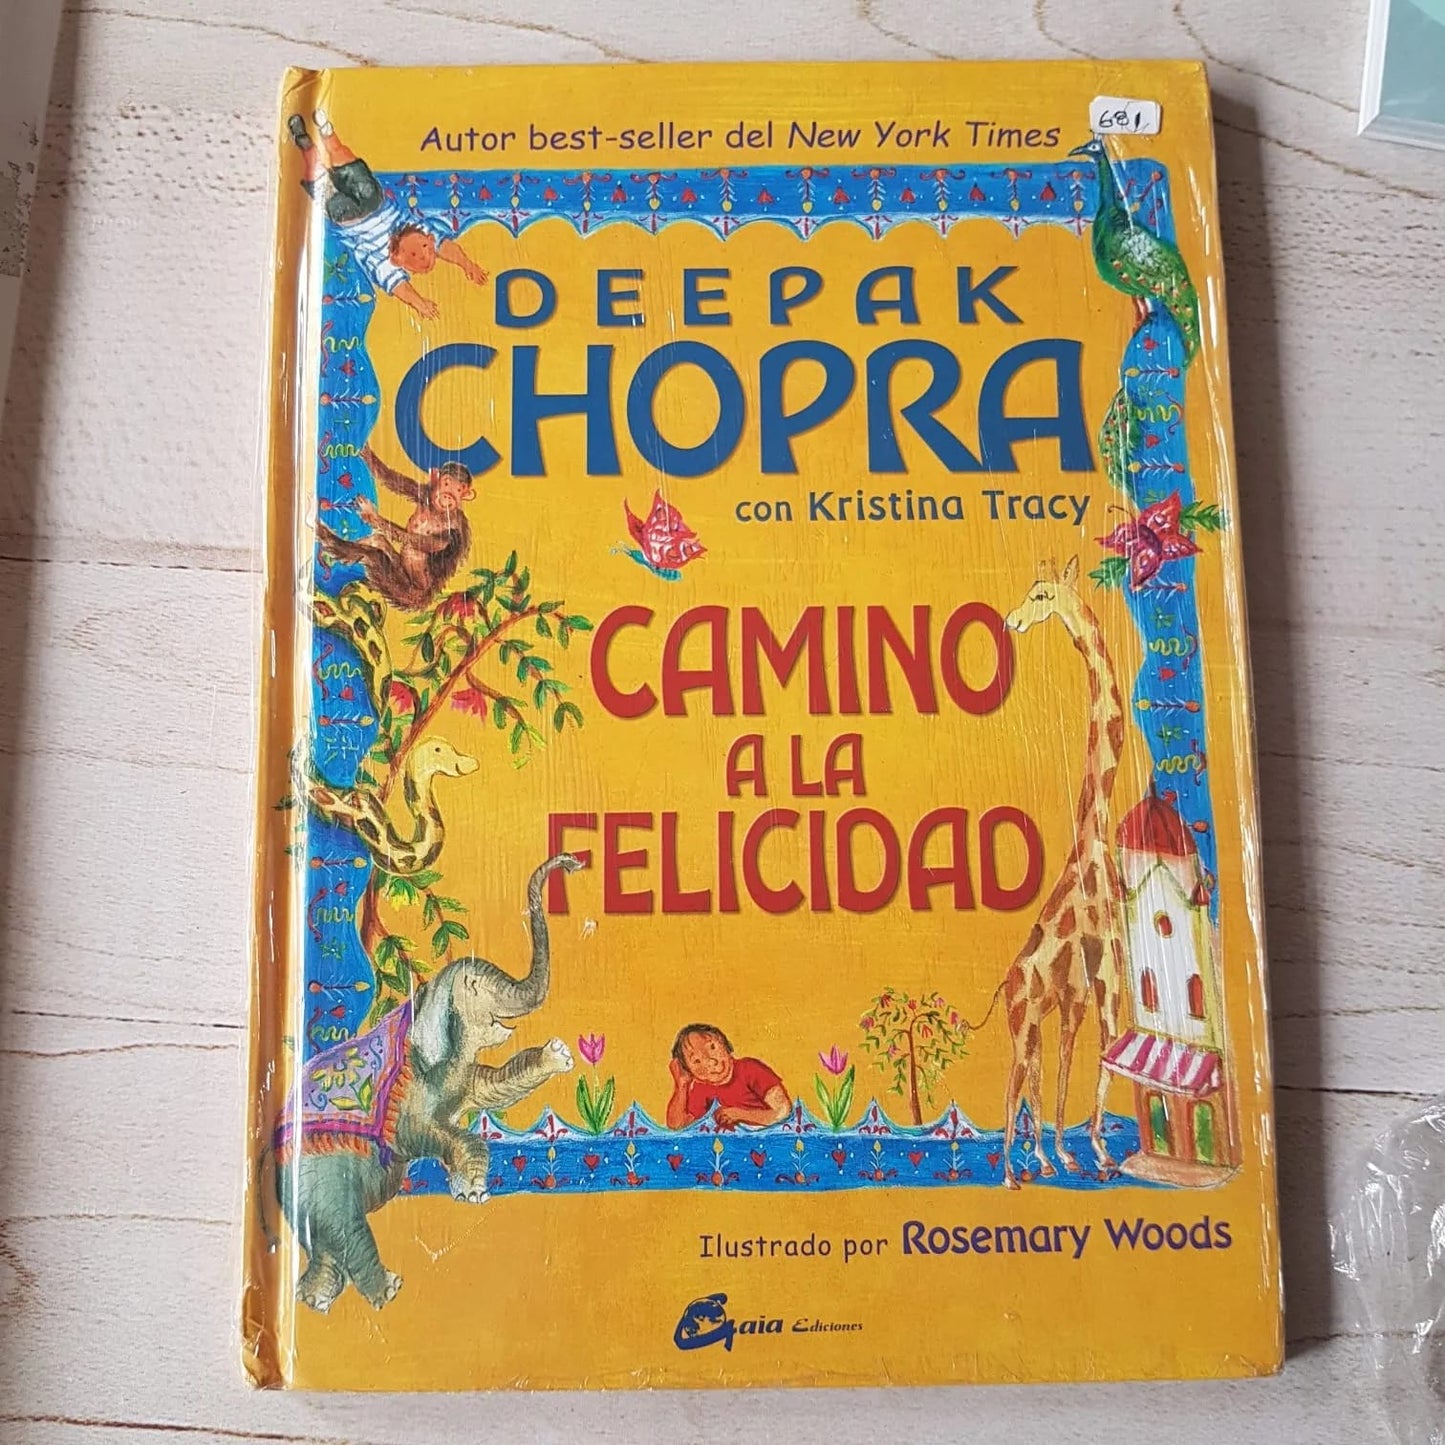 681
Autor best-seller del New York Times
DEEPAK
CHOPRA
con Kristina Tracy
CAMINO
A LA
FELICIDAD
Ilustrado por Rosemary Woods
Gaia Ediciones